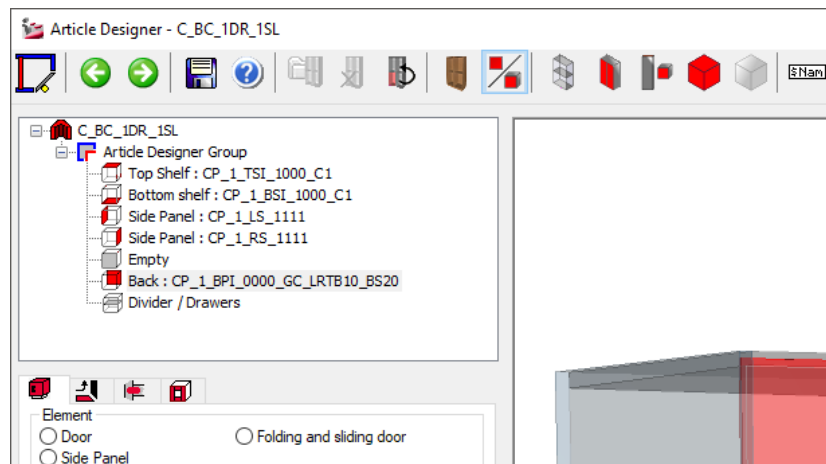 Article Designer - C_BC_1DR_1SL
$Nam
C_BC_1DR_1SL
Article Designer Group
Top Shelf : CP_1_TSI_1000_C1
Bottom shelf : CP_1_BSI_1000_C1
Side Panel : CP_1_LS_1111
Side Panel : CP_1_RS_1111
Empty
Back : CP_1_BPI_0000_GC_LRTB10_BS20
Divider / Drawers
Element
Door
Folding and sliding door
Side Panel